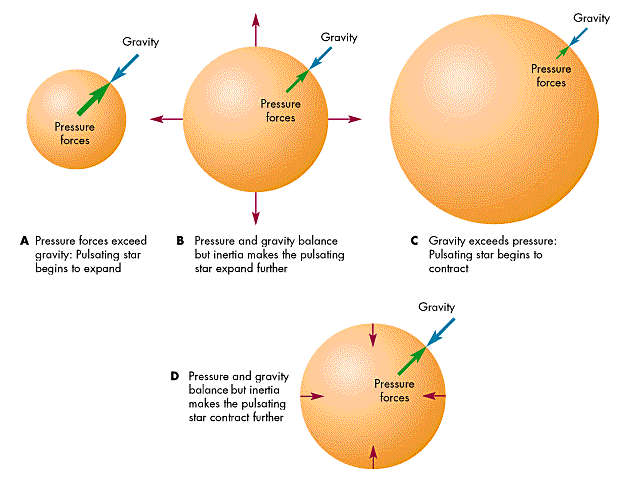 Gravity
Pressure
forces
A Pressure forces exceed
gravity: Pulsating star
begins to expand
Gravity
Pressure
forces
B Pressure and gravity balance
but inertia makes the pulsating
star expand further
Gravity
Pressure
forces
C Gravity exceeds pressure:
Pulsating star begins to
contract
Gravity
Pressure
forces
D Pressure and gravity
balance but inertia
makes the pulsating
star contract further